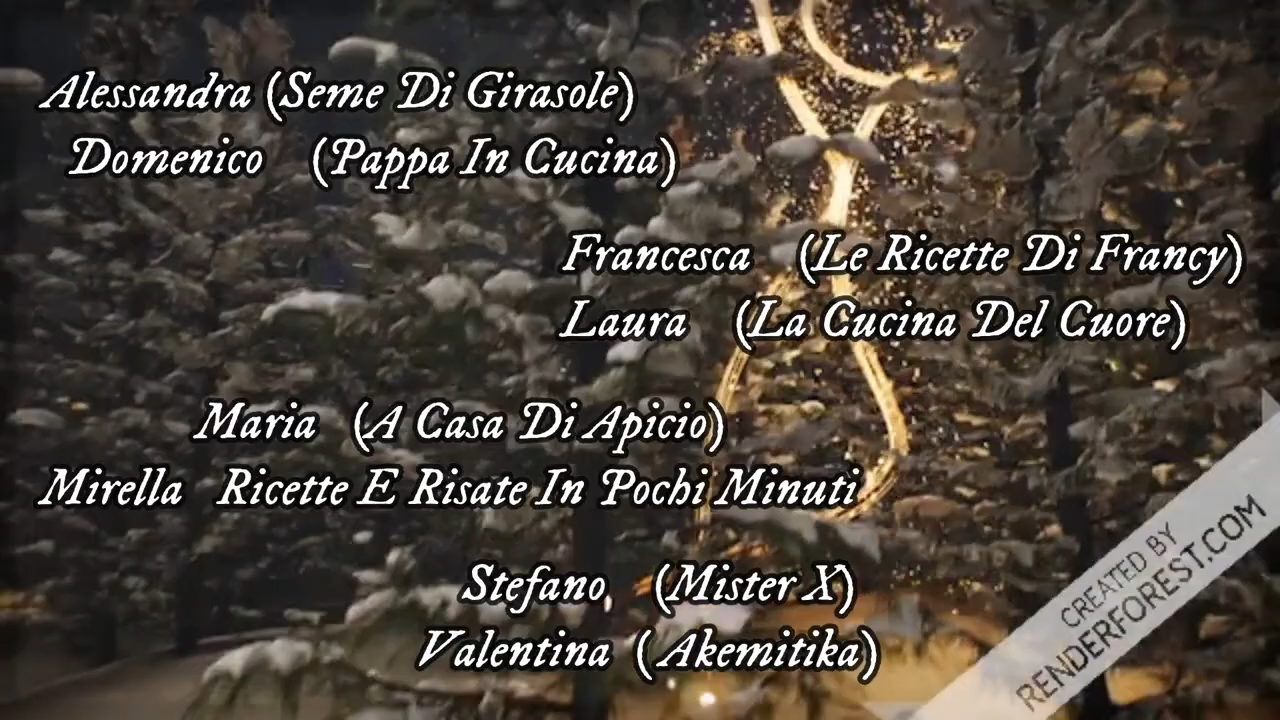 Alessandra (Seme Di Girasole)
Domenico (Pappa In Cucina)
Francesca (Le Ricette Di Francy)
Laura (La Cucina Del Cuore)
Maria (A Casa Di Apicio)
Mirella Ricette E Risate In Pochi Minuti
Stefano (Mister X)
Valentina ( Akemitika)
CREATED BY
RENDERFOREST.COM